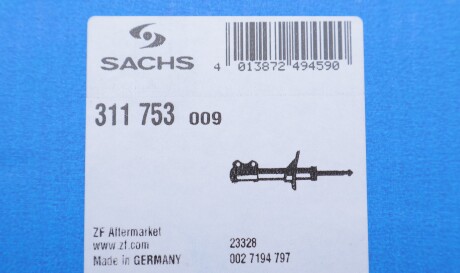 SACHS
4 013872 494590
311 753 009
ZF Aftermarket
www.zf.com
Made in GERMANY
23328
002 7194 797